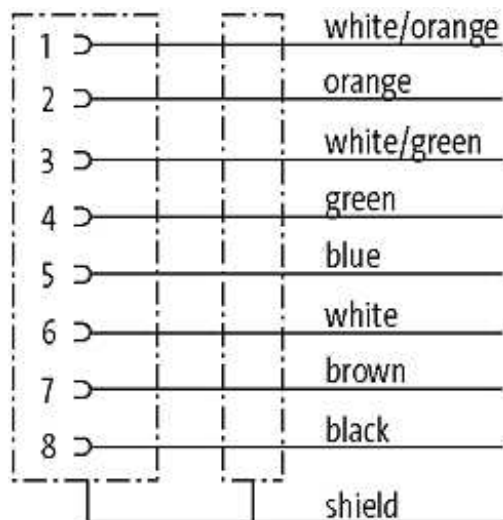 1 white/orange
2 orange
3 white/green
4 green
5 blue
6 white
7 brown
8 black
shield